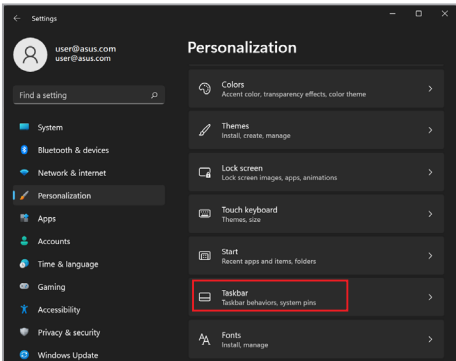 Settings
user@asus.com
user@asus.com
Find a setting
System
Bluetooth & devices
Network & internet
Personalization
Apps
Accounts
Time & language
Gaming
Accessibility
Privacy & security
Windows Update
Personalization
Colors
Accent color, transparency effects, color theme
Themes
Install, create, manage
Lock screen
Lock screen images, apps, animations
Touch keyboard
Themes, size
Start
Recent apps and items, folders
Taskbar
Taskbar behaviors, system pins
Fonts
Install, manage